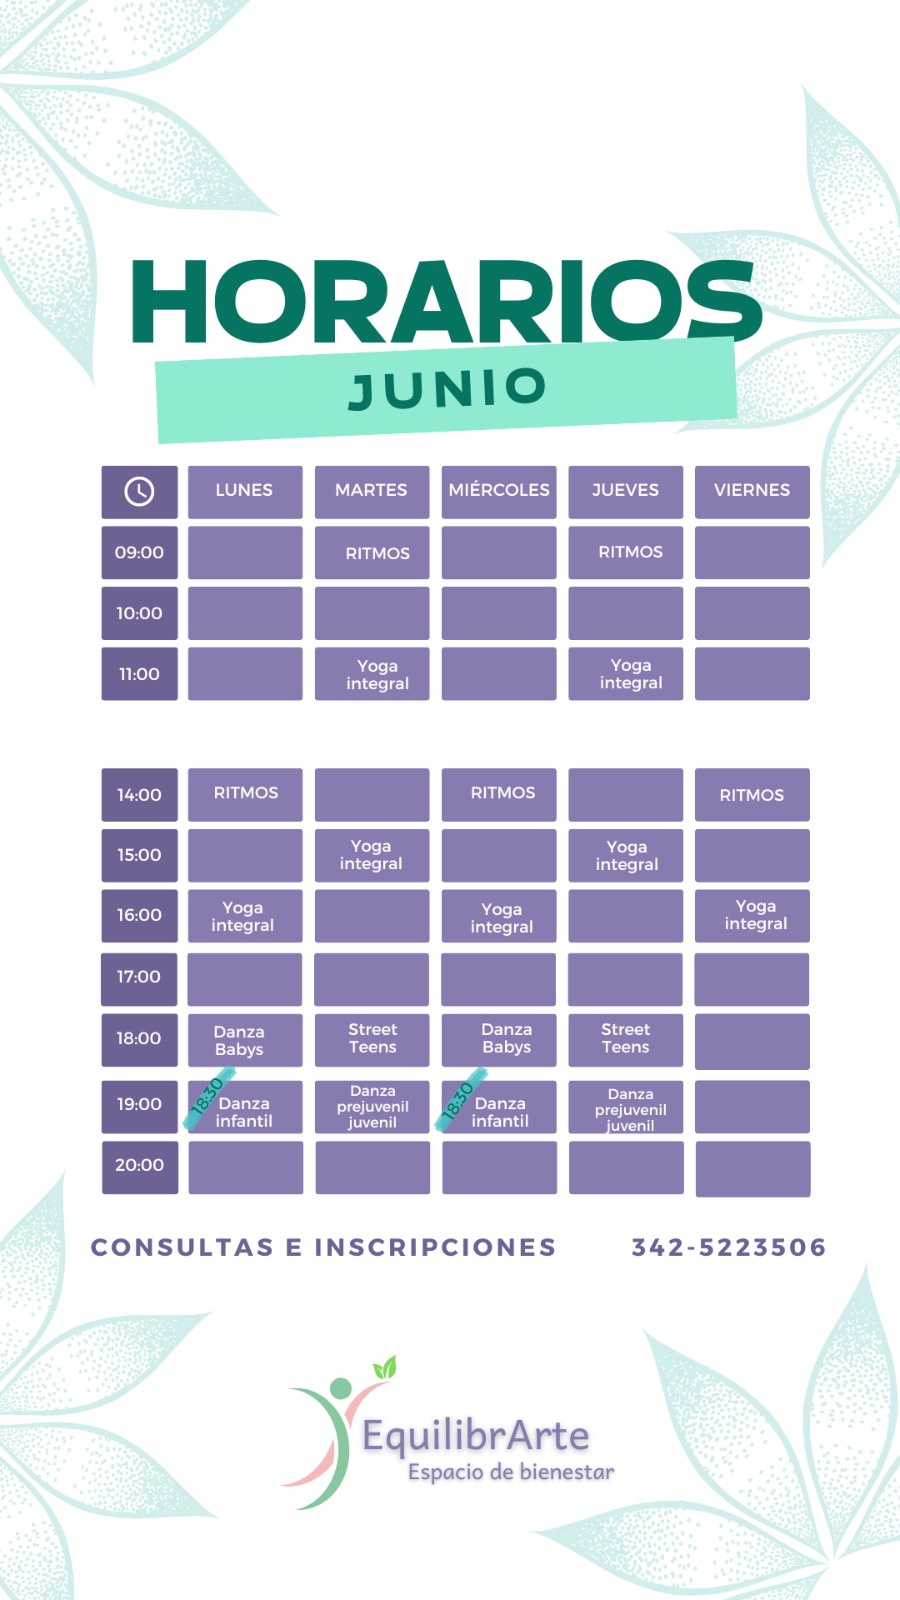 HORARIOS
JUNIO
LUNES MARTES MIÉRCOLES JUEVES VIERNES
09:00 RITMOS RITMOS
10:00
11:00 Yoga integral Yoga integral
14:00 RITMOS RITMOS RITMOS
15:00 Yoga integral Yoga integral
16:00 Yoga integral Yoga integral Yoga integral
17:00
18:00 Danza Babys Street Teens Danza Babys Street Teens
19:00 18:30 Danza infantil Danza prejuvenil juvenil 18:30 Danza infantil Danza prejuvenil juvenil
20:00
CONSULTAS E INSCRIPCIONES 342-5223506
EquilibrArte
Espacio de bienestar